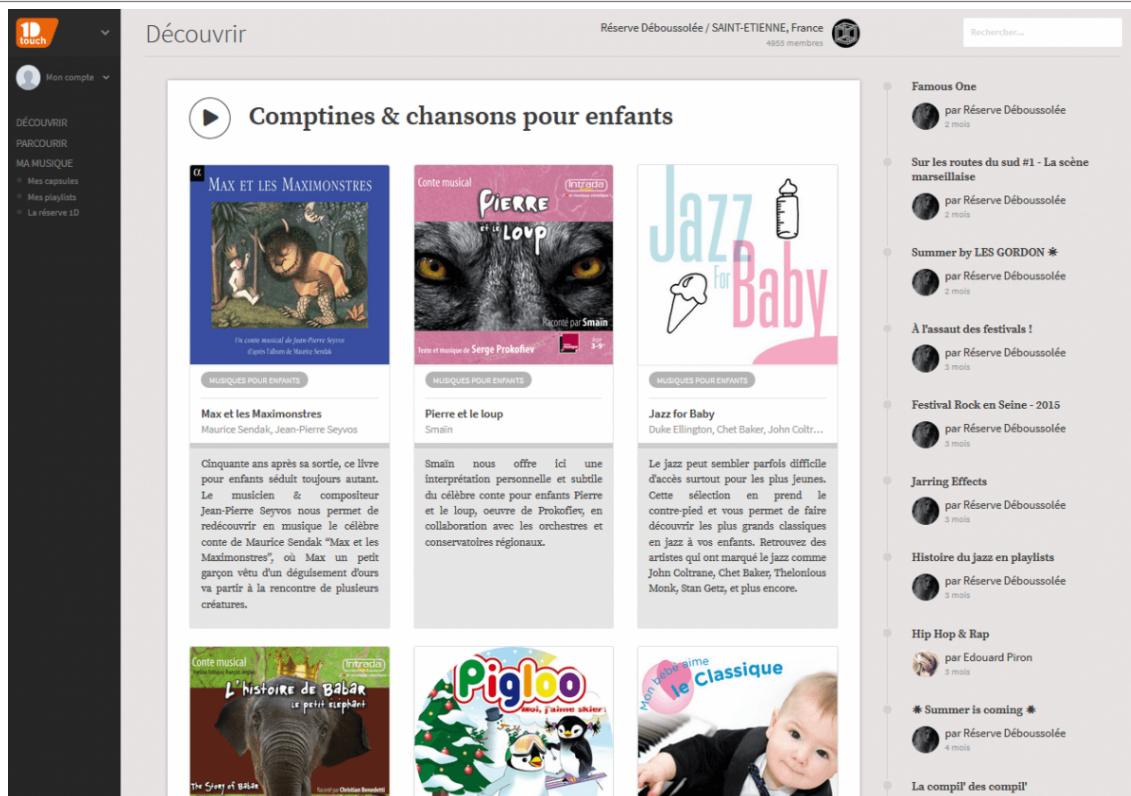 1D
touch
Mon compte
DÉCOUVRIR
PARCOURIR
MA MUSIQUE
Mes capsules
Mes playlists
La réserve 1D
Découvrir
Réserve Déboussolée / SAINT-ETIENNE, France
4955 membres
Rechercher...
Comptines & chansons pour enfants
α
MAX ET LES MAXIMONSTRES
Un conte musical de Jean-Pierre Seyvos
d'après l'album de Maurice Sendak
MUSIQUES POUR ENFANTS
Max et les Maximonstres
Maurice Sendak, Jean-Pierre Seyvos
Cinquante ans après sa sortie, ce livre
pour enfants séduit toujours autant.
Le musicien & compositeur
Jean-Pierre Seyvos nous permet de
redécouvrir en musique le célèbre
conte de Maurice Sendak “Max et les
Maximonstres”, où Max un petit
garçon vêtu d'un déguisement d'ours
va partir à la rencontre de plusieurs
créatures.
Conte musical
intrada
PIERRE
et le LOUP
Raconté par Smaïn
Texte et musique de Serge Prokofiev
3-9
MUSIQUES POUR ENFANTS
Pierre et le loup
Smaïn
Smaïn nous offre ici une
interprétation personnelle et subtile
du célèbre conte pour enfants Pierre
et le loup, oeuvre de Prokofiev, en
collaboration avec les orchestres et
conservatoires régionaux.
Jazz
For Baby
MUSIQUES POUR ENFANTS
Jazz for Baby
Duke Ellington, Chet Baker, John Coltr...
Le jazz peut sembler parfois difficile
d'accès surtout pour les plus jeunes.
Cette sélection en prend le
contre-pied et vous permet de faire
découvrir les plus grands classiques
en jazz à vos enfants. Retrouvez des
artistes qui ont marqué le jazz comme
John Coltrane, Chet Baker, Thelonious
Monk, Stan Getz, et plus encore.
Conte musical
intrada
L'histoire de Babar
le petit éléphant
The Story of Babar
Raconté par Christian Benedetti
Pigloo
Moi, j'aime skier!
Mon bébé aime
le Classique
Famous One
par Réserve Déboussolée
2 mois
Sur les routes du sud #1 - La scène
marseillaise
par Réserve Déboussolée
2 mois
Summer by LES GORDON ☀
par Réserve Déboussolée
2 mois
À l'assaut des festivals !
par Réserve Déboussolée
3 mois
Festival Rock en Seine - 2015
par Réserve Déboussolée
3 mois
Jarring Effects
par Réserve Déboussolée
3 mois
Histoire du jazz en playlists
par Réserve Déboussolée
3 mois
Hip Hop & Rap
par Edouard Piron
3 mois
☀ Summer is coming ☀
par Réserve Déboussolée
4 mois
La compil' des compil'